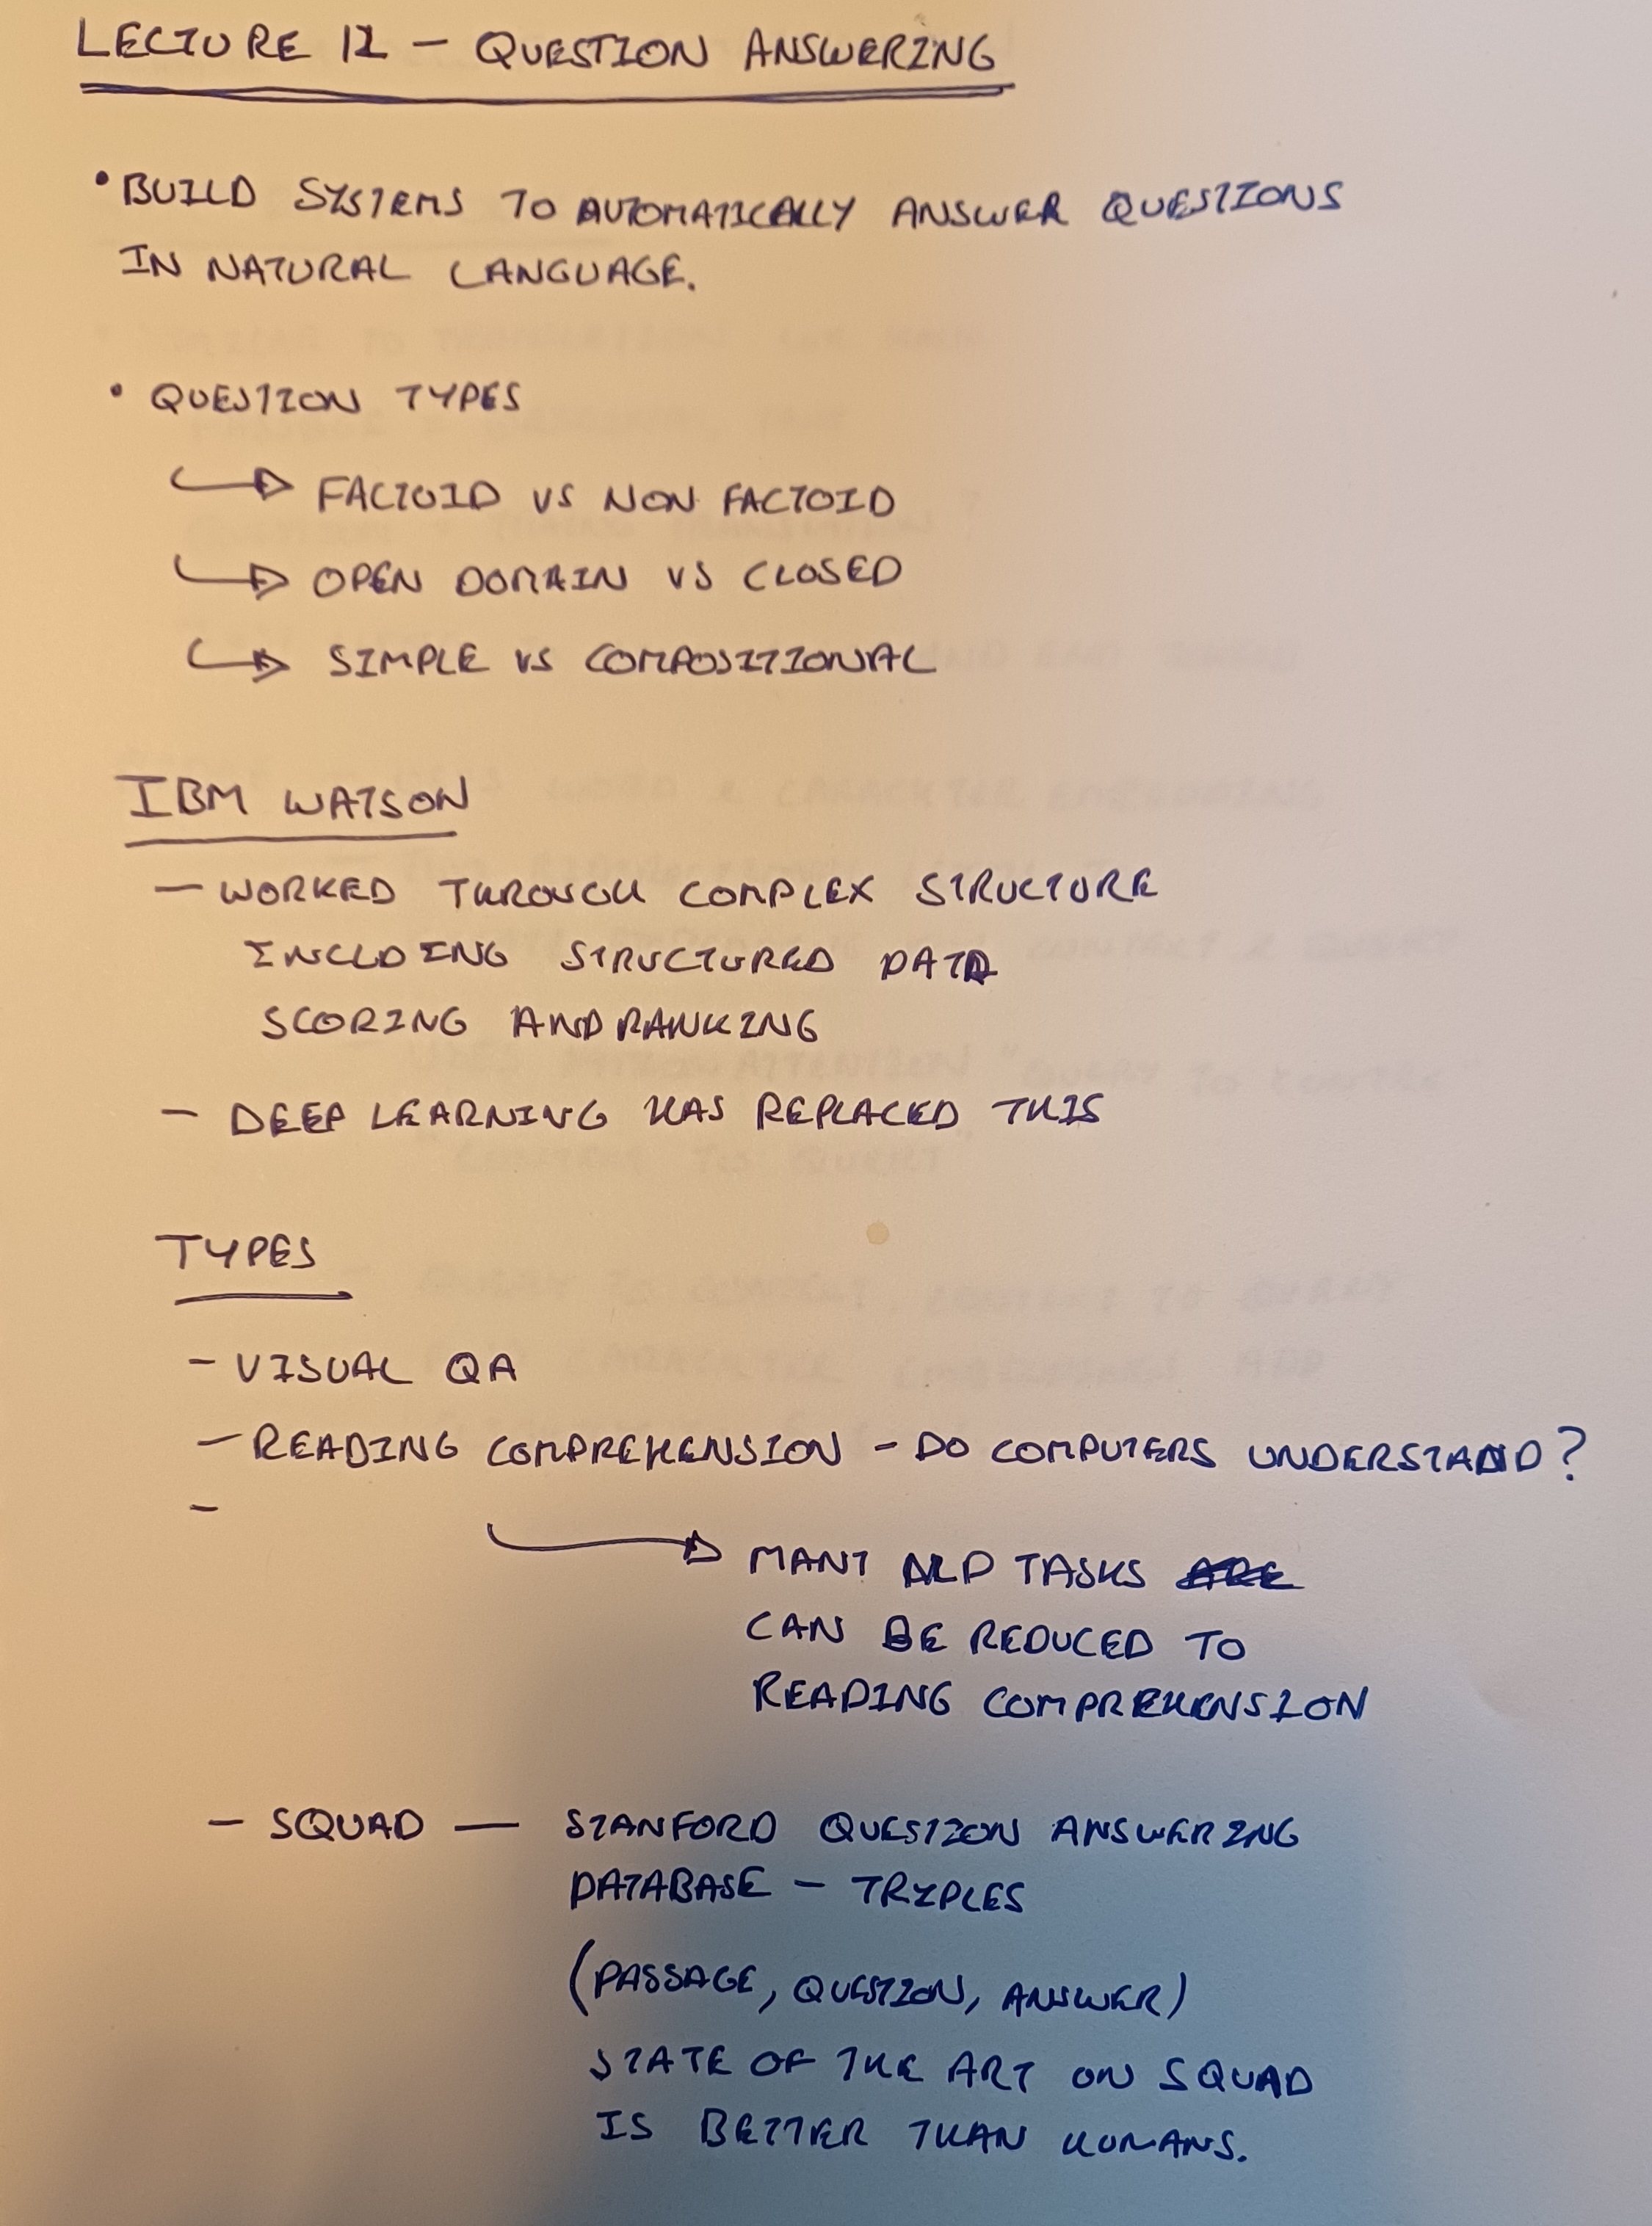 LECTURE 12 – QUESTION ANSWERING
• BUILD SYSTEMS TO AUTOMATICALLY ANSWER QUESTIONS
IN NATURAL LANGUAGE.
• QUESTION TYPES
→ FACTOID VS NON FACTOID
→ OPEN DOMAIN VS CLOSED
→ SIMPLE VS COMPOSITIONAL
IBM WATSON
— WORKED THROUGH COMPLEX STRUCTURE
INCLUDING STRUCTURED DATA
SCORING AND RANKING
— DEEP LEARNING HAS REPLACED THIS
TYPES
– VISUAL QA
— READING COMPREHENSION – DO COMPUTERS UNDERSTAND?
–
→ MANY NLP TASKS
CAN BE REDUCED TO
READING COMPREHENSION
– SQUAD — STANFORD QUESTION ANSWERING
DATABASE – TRIPLES
(PASSAGE, QUESTION, ANSWER)
STATE OF THE ART ON SQUAD
IS BETTER THAN HUMANS.